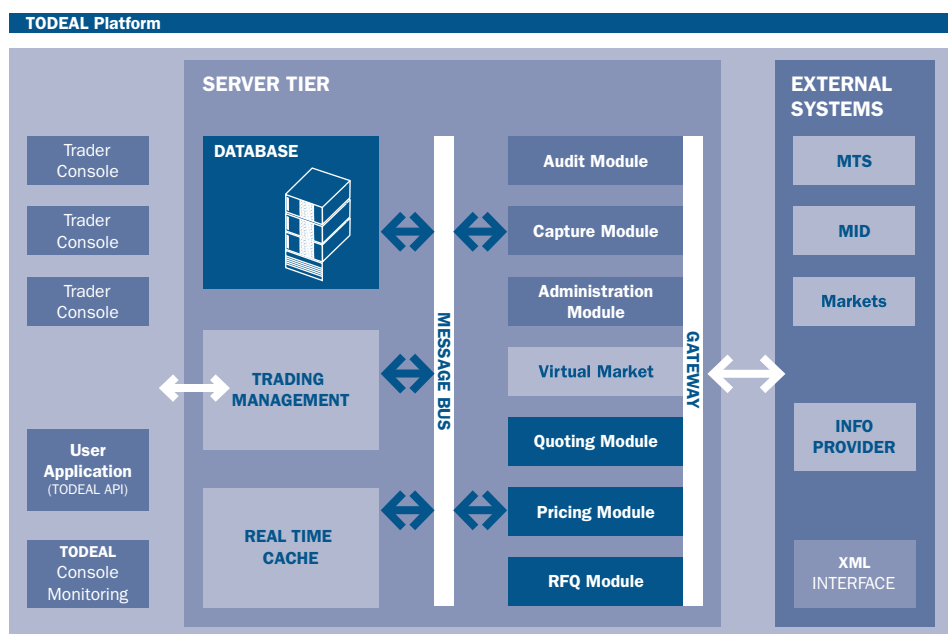 TODEAL Platform
Trader
Console
Trader
Console
Trader
Console
User
Application
(TODEAL API)
TODEAL
Console
Monitoring
SERVER TIER
DATABASE
TRADING
MANAGEMENT
REAL TIME
CACHE
MESSAGE BUS
Audit Module
Capture Module
Administration
Module
Virtual Market
Quoting Module
Pricing Module
RFQ Module
GATEWAY
EXTERNAL
SYSTEMS
MTS
MID
Markets
INFO
PROVIDER
XML
INTERFACE